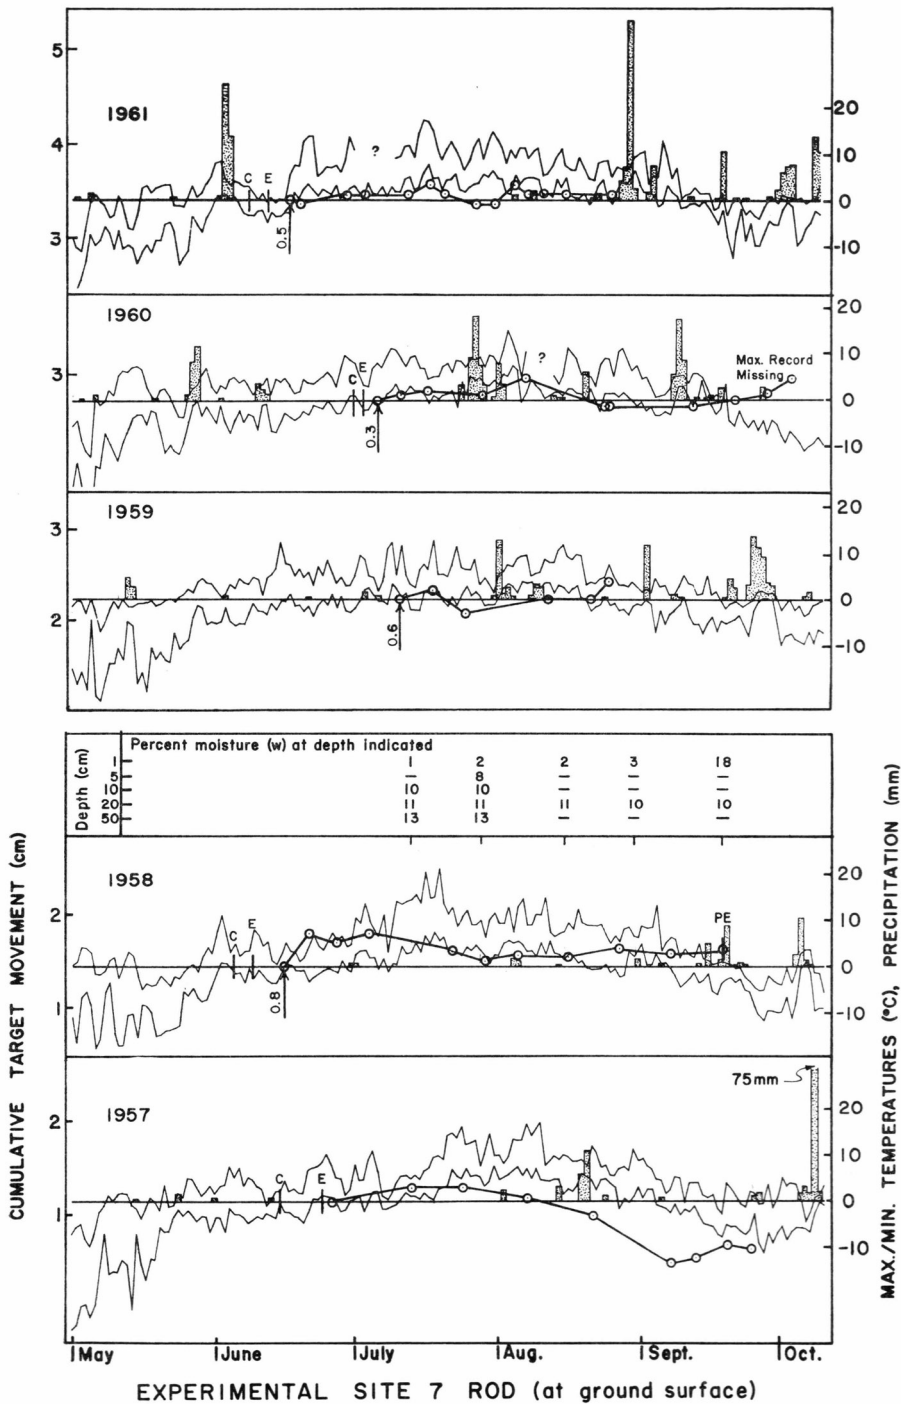 5
4
3
1961
C E
?
0.5
20
10
0
-10
1960
3
C E
?
0.3
Max. Record
Missing
20
10
0
-10
1959
3
2
0.6
20
10
0
-10
Depth (cm)
Percent moisture (w) at depth indicated
1 1 2 2 3 18
5 – 8 – – –
10 10 10 – – –
20 11 11 11 10 10
50 13 13 – – –
1958
2
1
C E
0.8
PE
20
10
0
-10
1957
2
1
C E
75mm
20
10
0
-10
CUMULATIVE TARGET MOVEMENT (cm)
MAX./MIN. TEMPERATURES (°C), PRECIPITATION (mm)
1 May 1 June 1 July 1 Aug. 1 Sept. 1 Oct.
EXPERIMENTAL SITE 7 ROD (at ground surface)